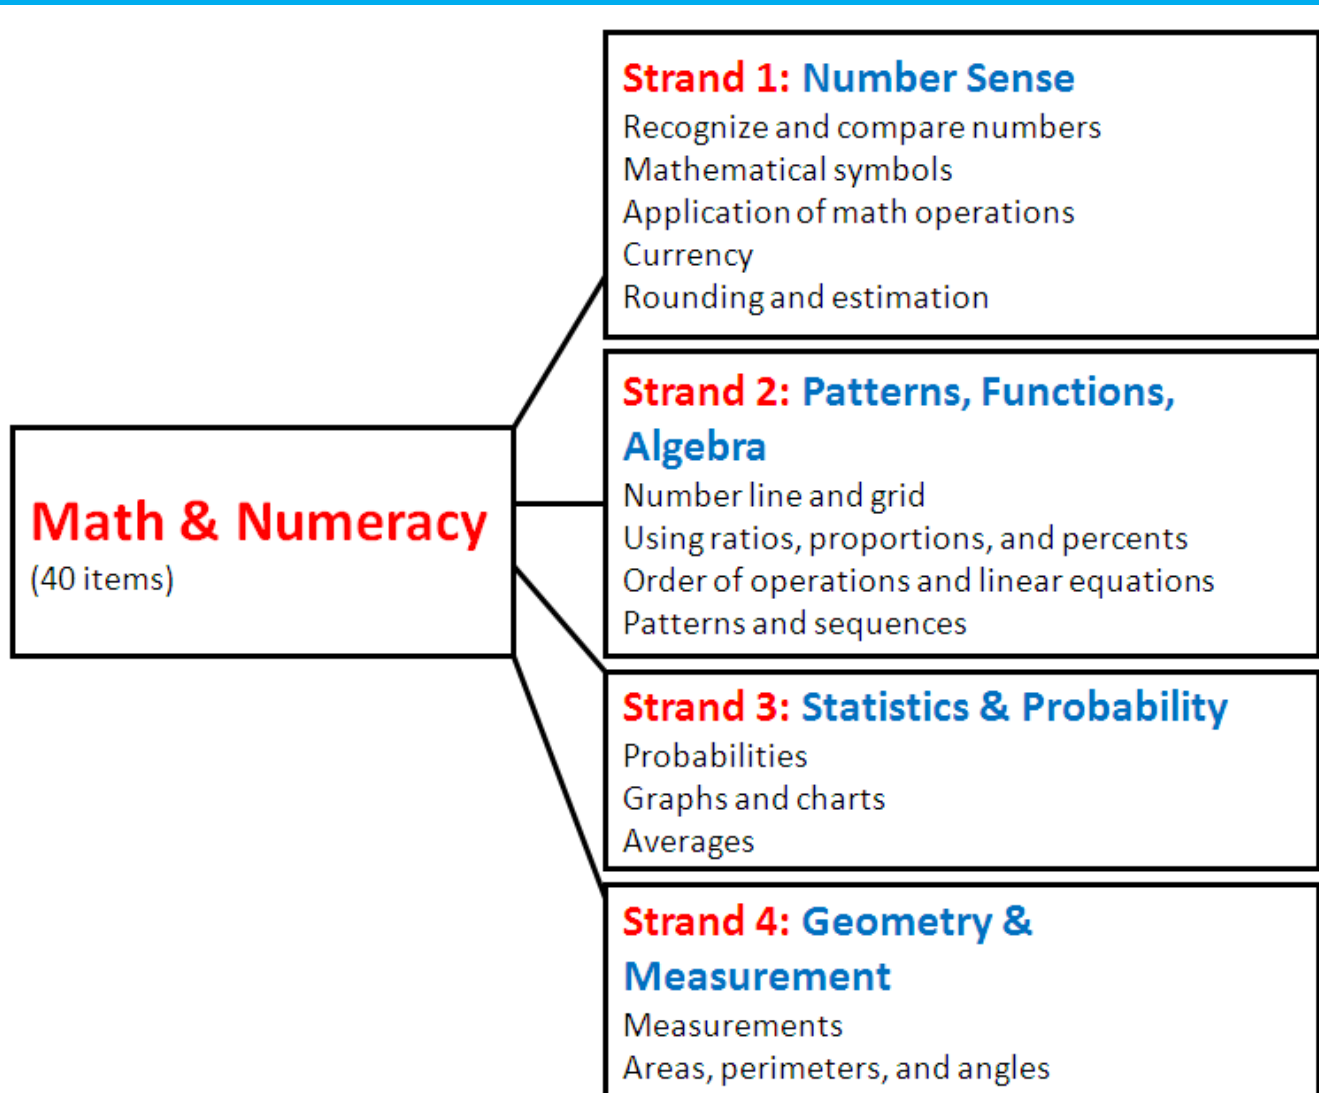 Math & Numeracy
(40 items)
Strand 1: Number Sense
Recognize and compare numbers
Mathematical symbols
Application of math operations
Currency
Rounding and estimation
Strand 2: Patterns, Functions,
Algebra
Number line and grid
Using ratios, proportions, and percents
Order of operations and linear equations
Patterns and sequences
Strand 3: Statistics & Probability
Probabilities
Graphs and charts
Averages
Strand 4: Geometry &
Measurement
Measurements
Areas, perimeters, and angles